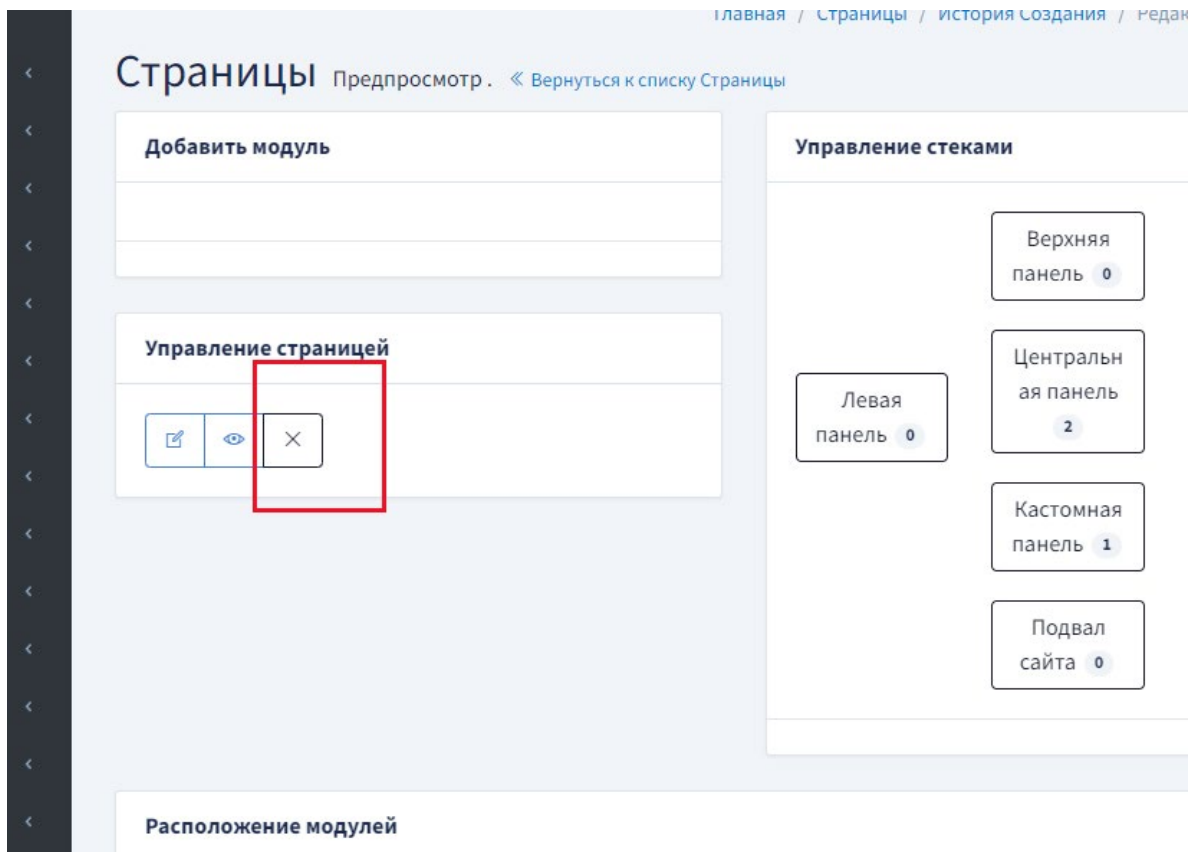 Главная / Страницы / История Создания /
Страницы Предпросмотр. « Вернуться к списку Страницы
Добавить модуль
Управление стеками
Верхняя
панель 0
Управление страницей
Центральн
ая панель
2
Левая
панель 0
Кастомная
панель 1
Подвал
сайта 0
Расположение модулей